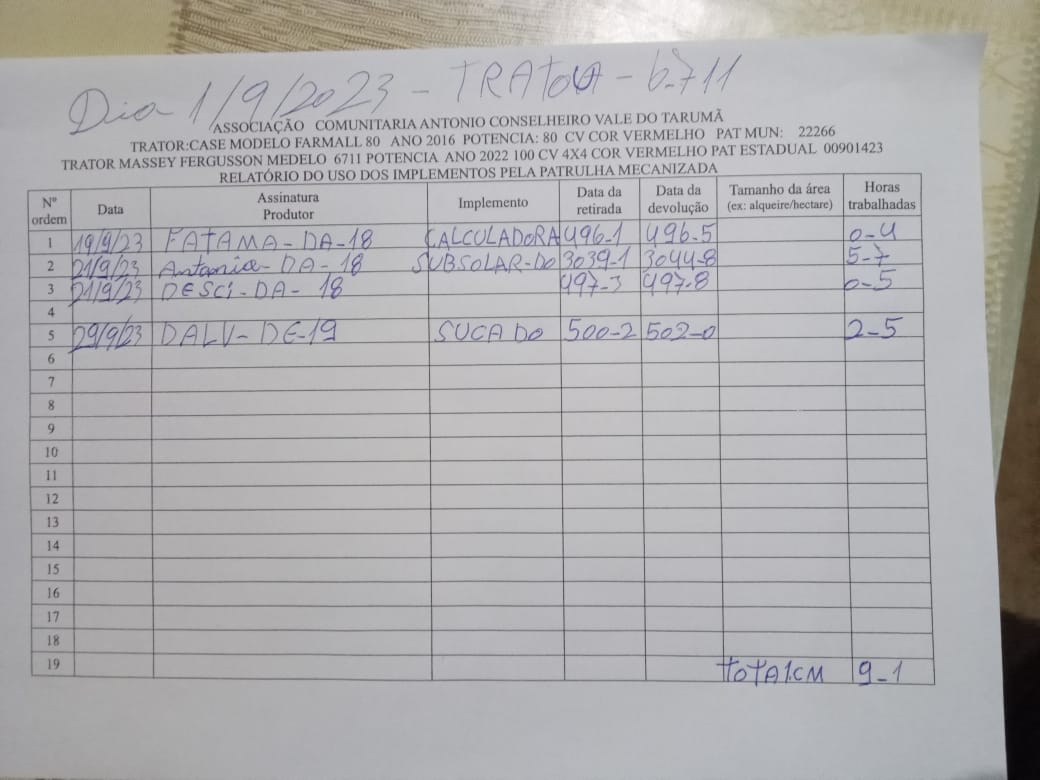 Dia 1/9/2023 - TRATOR - 6.711
ASSOCIAÇÃO COMUNITARIA ANTONIO CONSELHEIRO VALE DO TARUMÃ
TRATOR:CASE MODELO FARMALL 80 ANO 2016 POTENCIA: 80 CV COR VERMELHO PAT MUN: 22266
TRATOR MASSEY FERGUSSON MEDELO 6711 POTENCIA ANO 2022 100 CV 4X4 COR VERMELHO PAT ESTADUAL 00901423
RELATÓRIO DO USO DOS IMPLEMENTOS PELA PATRULHA MECANIZADA
Nº ordem Data Assinatura Produtor Implemento Data da retirada Data da devolução Tamanho da área (ex: alqueire/hectare) Horas trabalhadas
1 19/9/23 FATAMA-DA-18 CALCULADORA 496-1 496.5 0-4
2 21/9/23 Antonia-DA-18 SUBSOLAR-DO 3039-1 3044-8 5-7
3 21/9/23 DESCI-DA-18 497-3 497-8 0-5
4
5 29/9/23 DALV-DE-19 SUCADO 500-2 502-0 2-5
6
7
8
9
10
11
12
13
14
15
16
17
18
19 TOTAL.CM 9-1